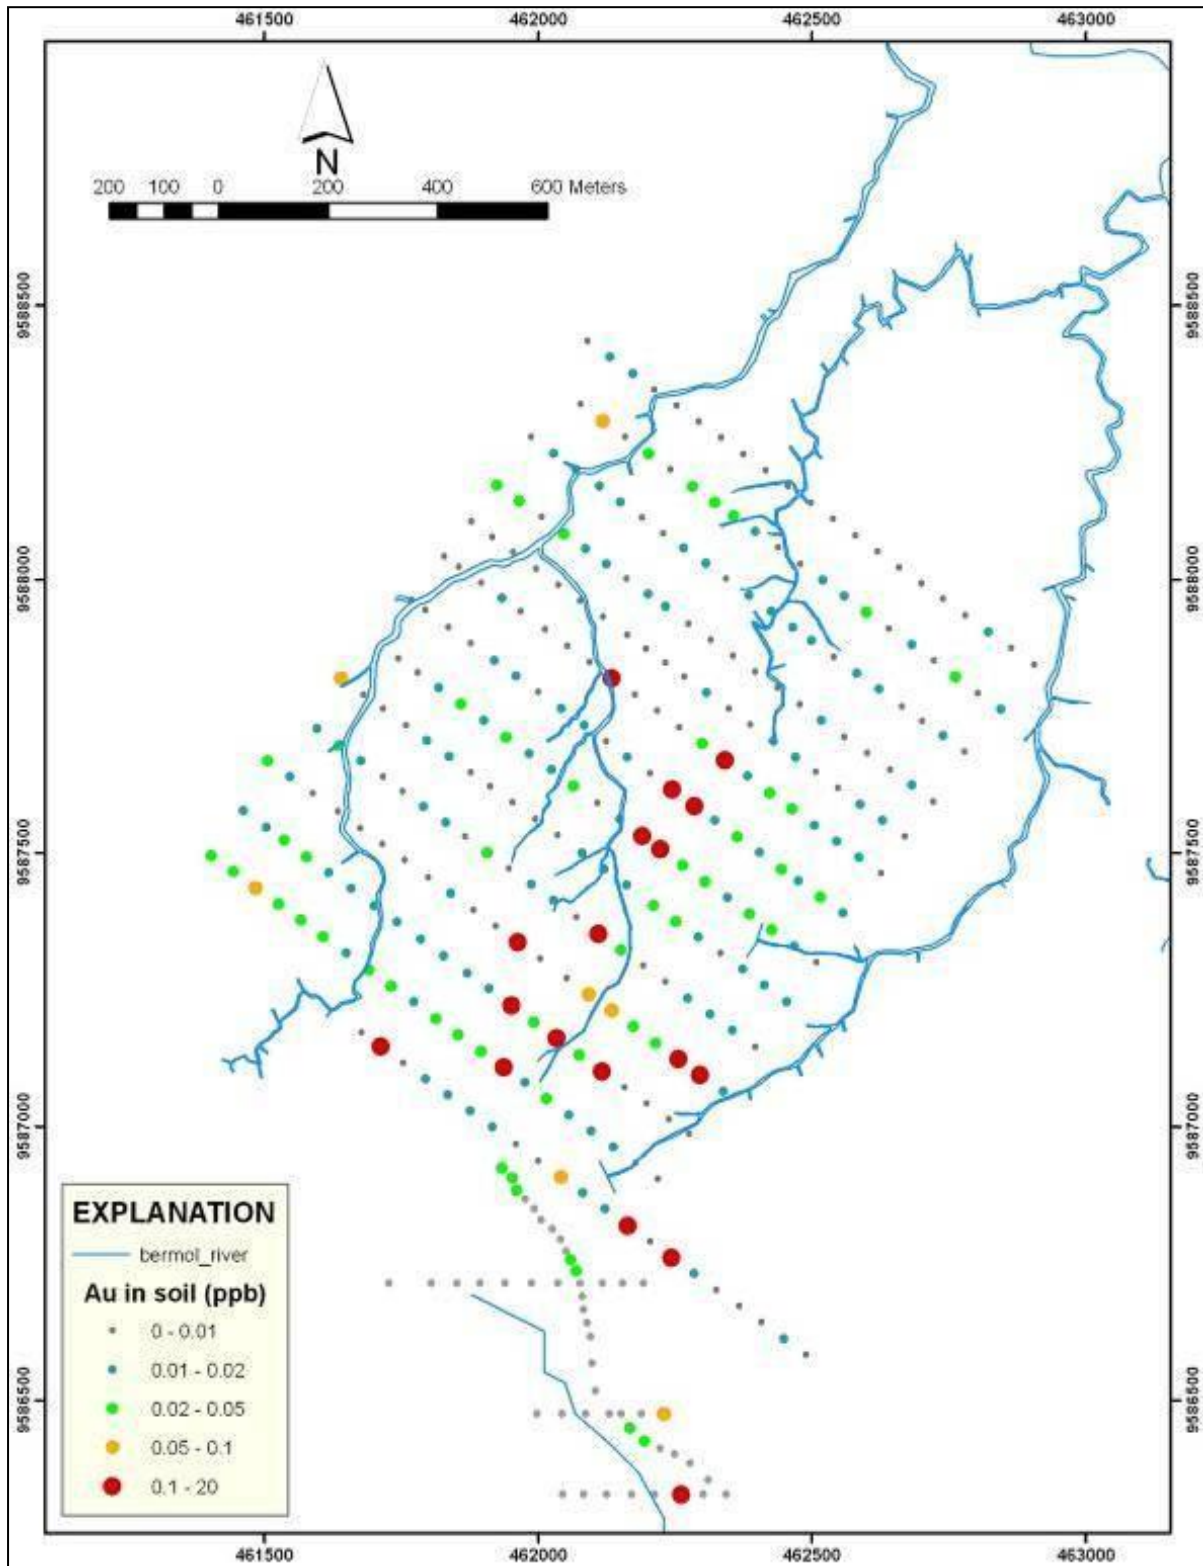 461500 462000 462500 463000
N
200 100 0 200 400 600 Meters
9588500 9588500
9588000 9588000
9587500 9587500
9587000 9587000
9586500 9586500
EXPLANATION
bermol_river
Au in soil (ppb)
0 - 0.01
0.01 - 0.02
0.02 - 0.05
0.05 - 0.1
0.1 - 20
461500 462000 462500 463000